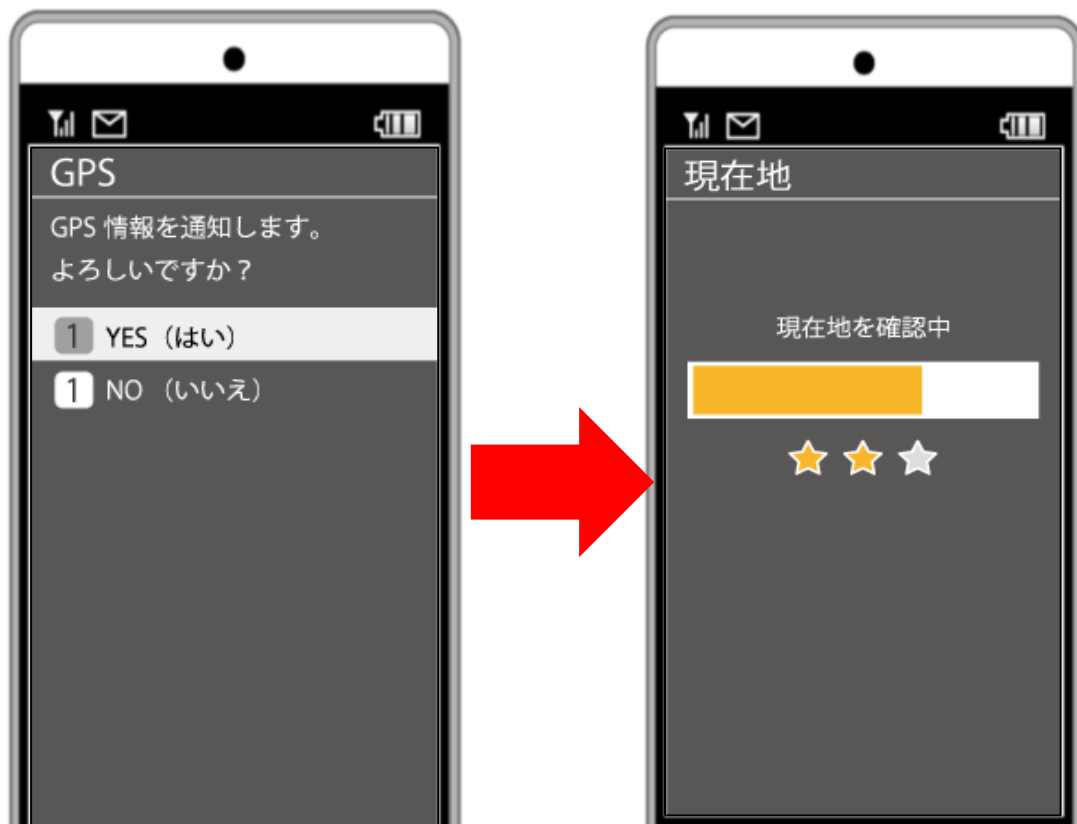 GPS
GPS 情報を通知します。
よろしいですか？
1 YES（はい）
1 NO （いいえ）
現在地
現在地を確認中